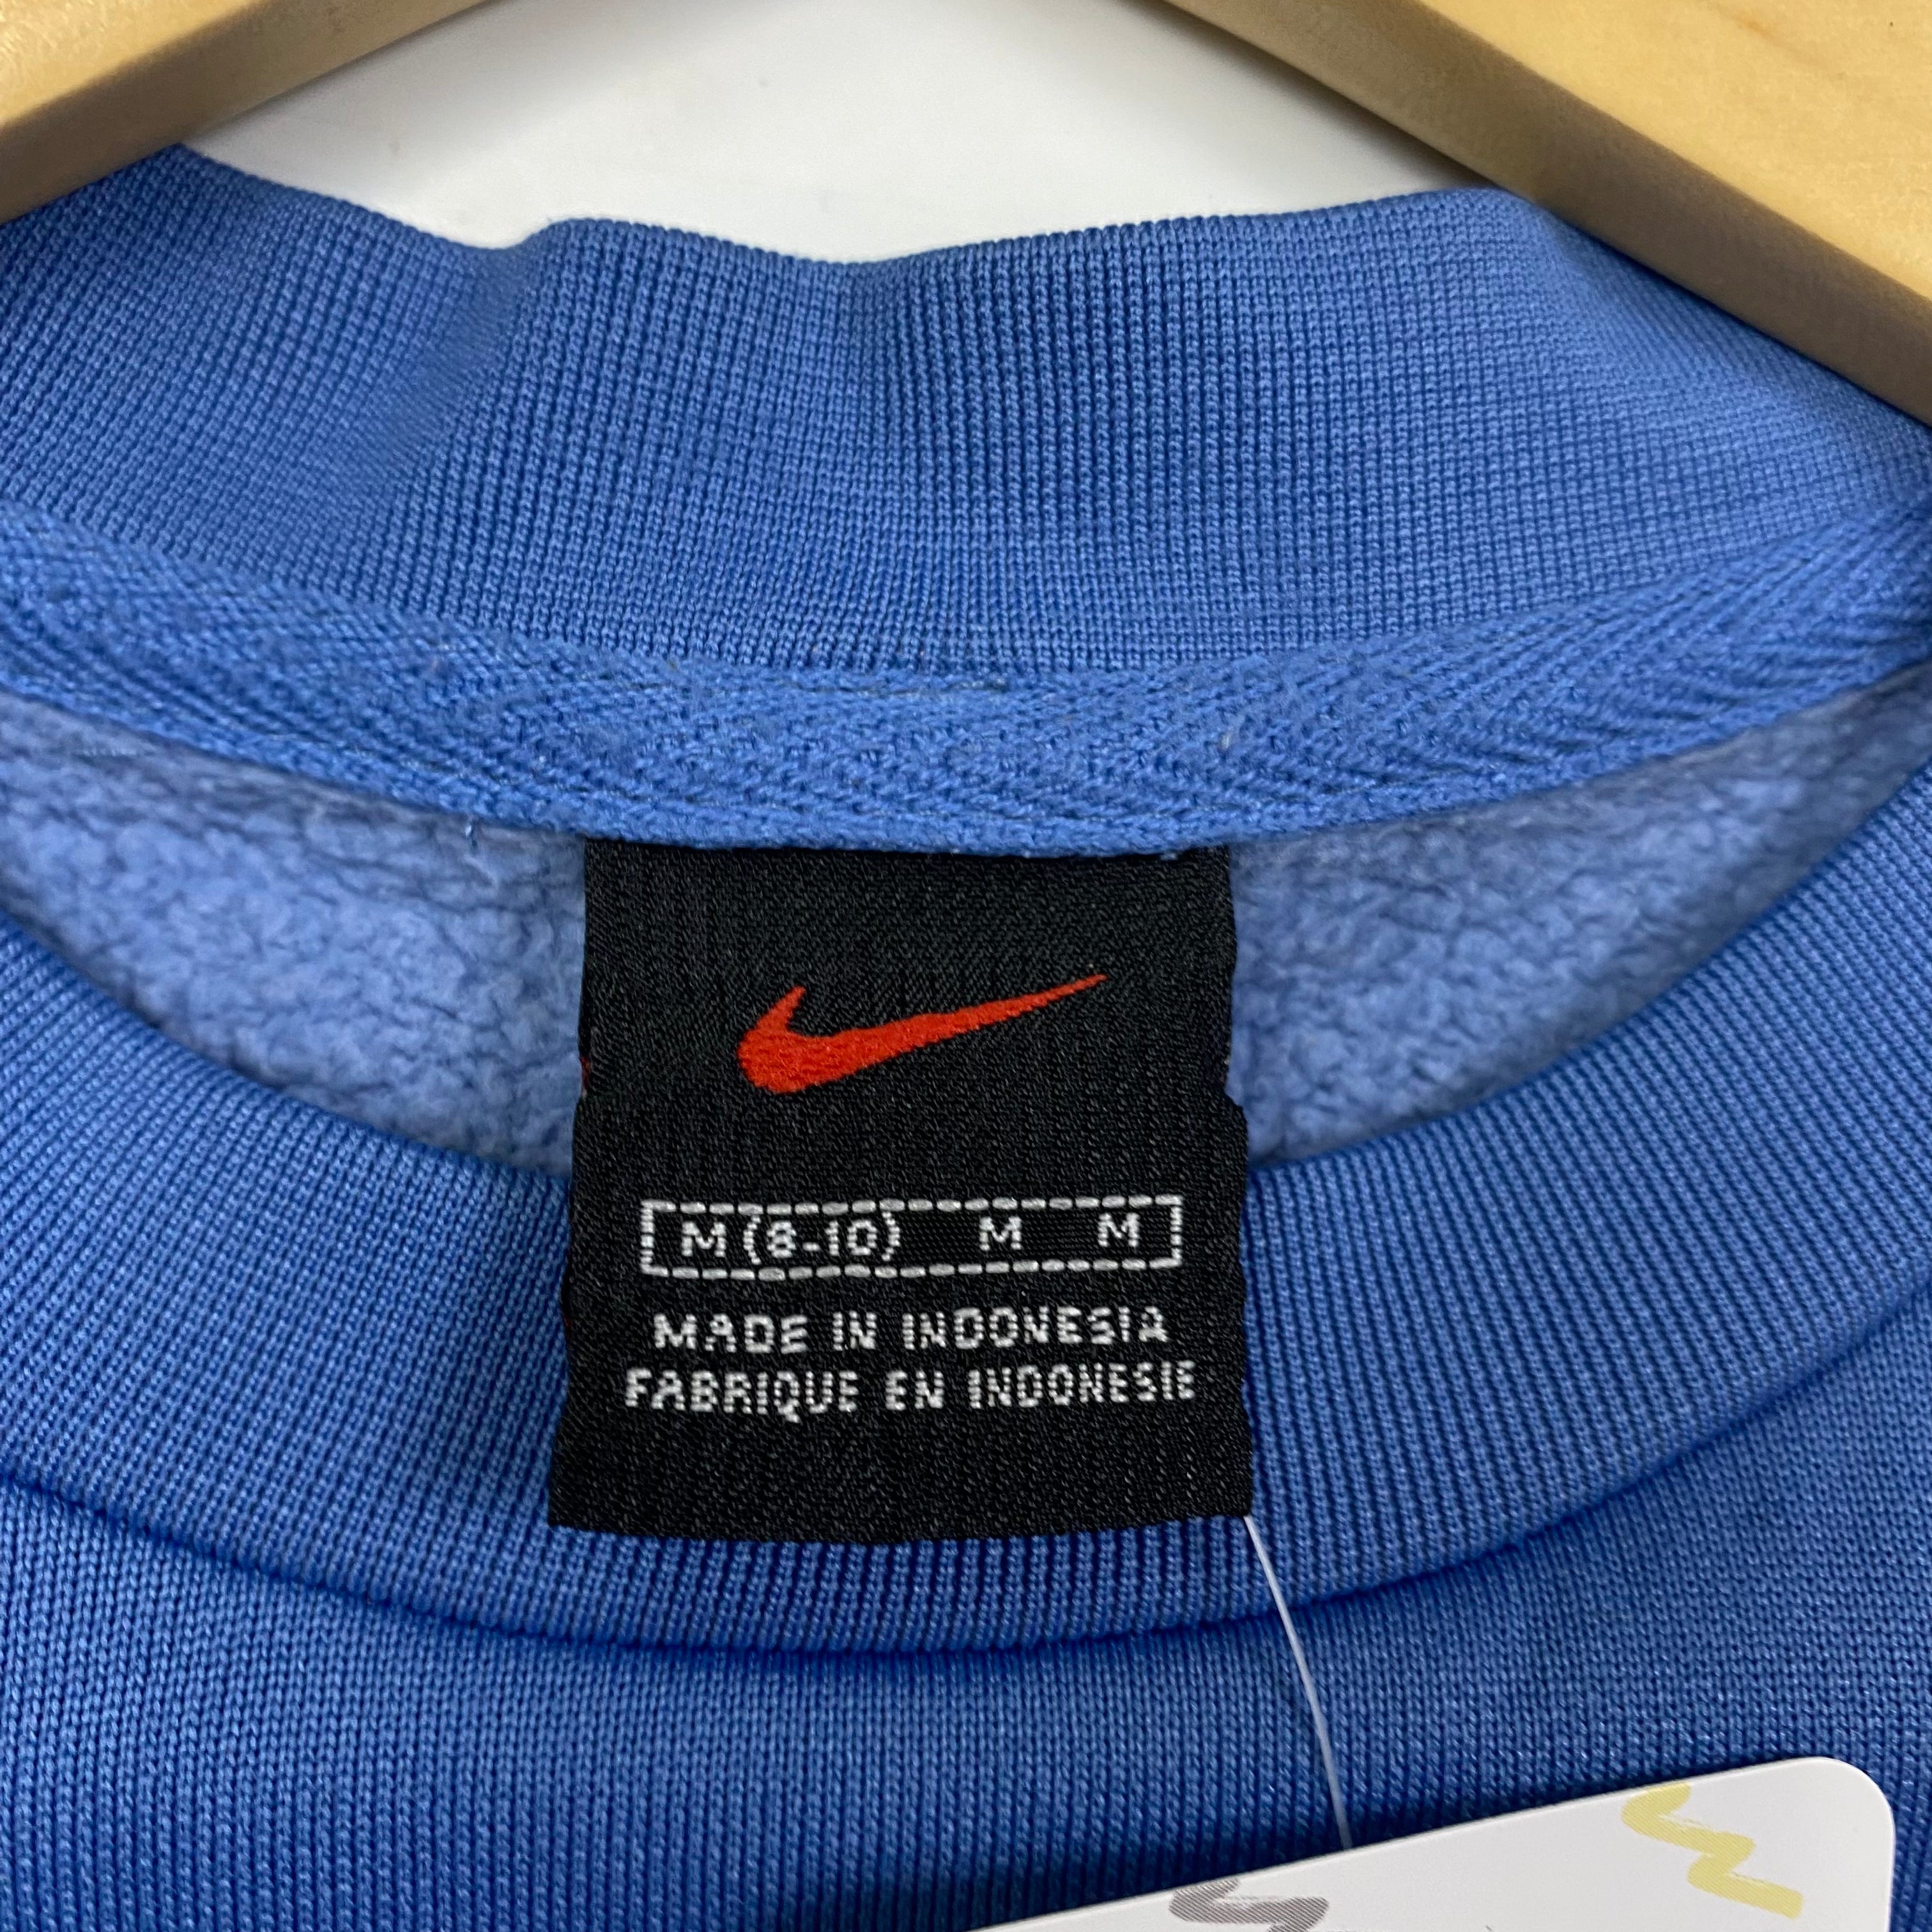 M (8-10) M M
MADE IN INDONESIA
FABRIQUE EN INDONESIE